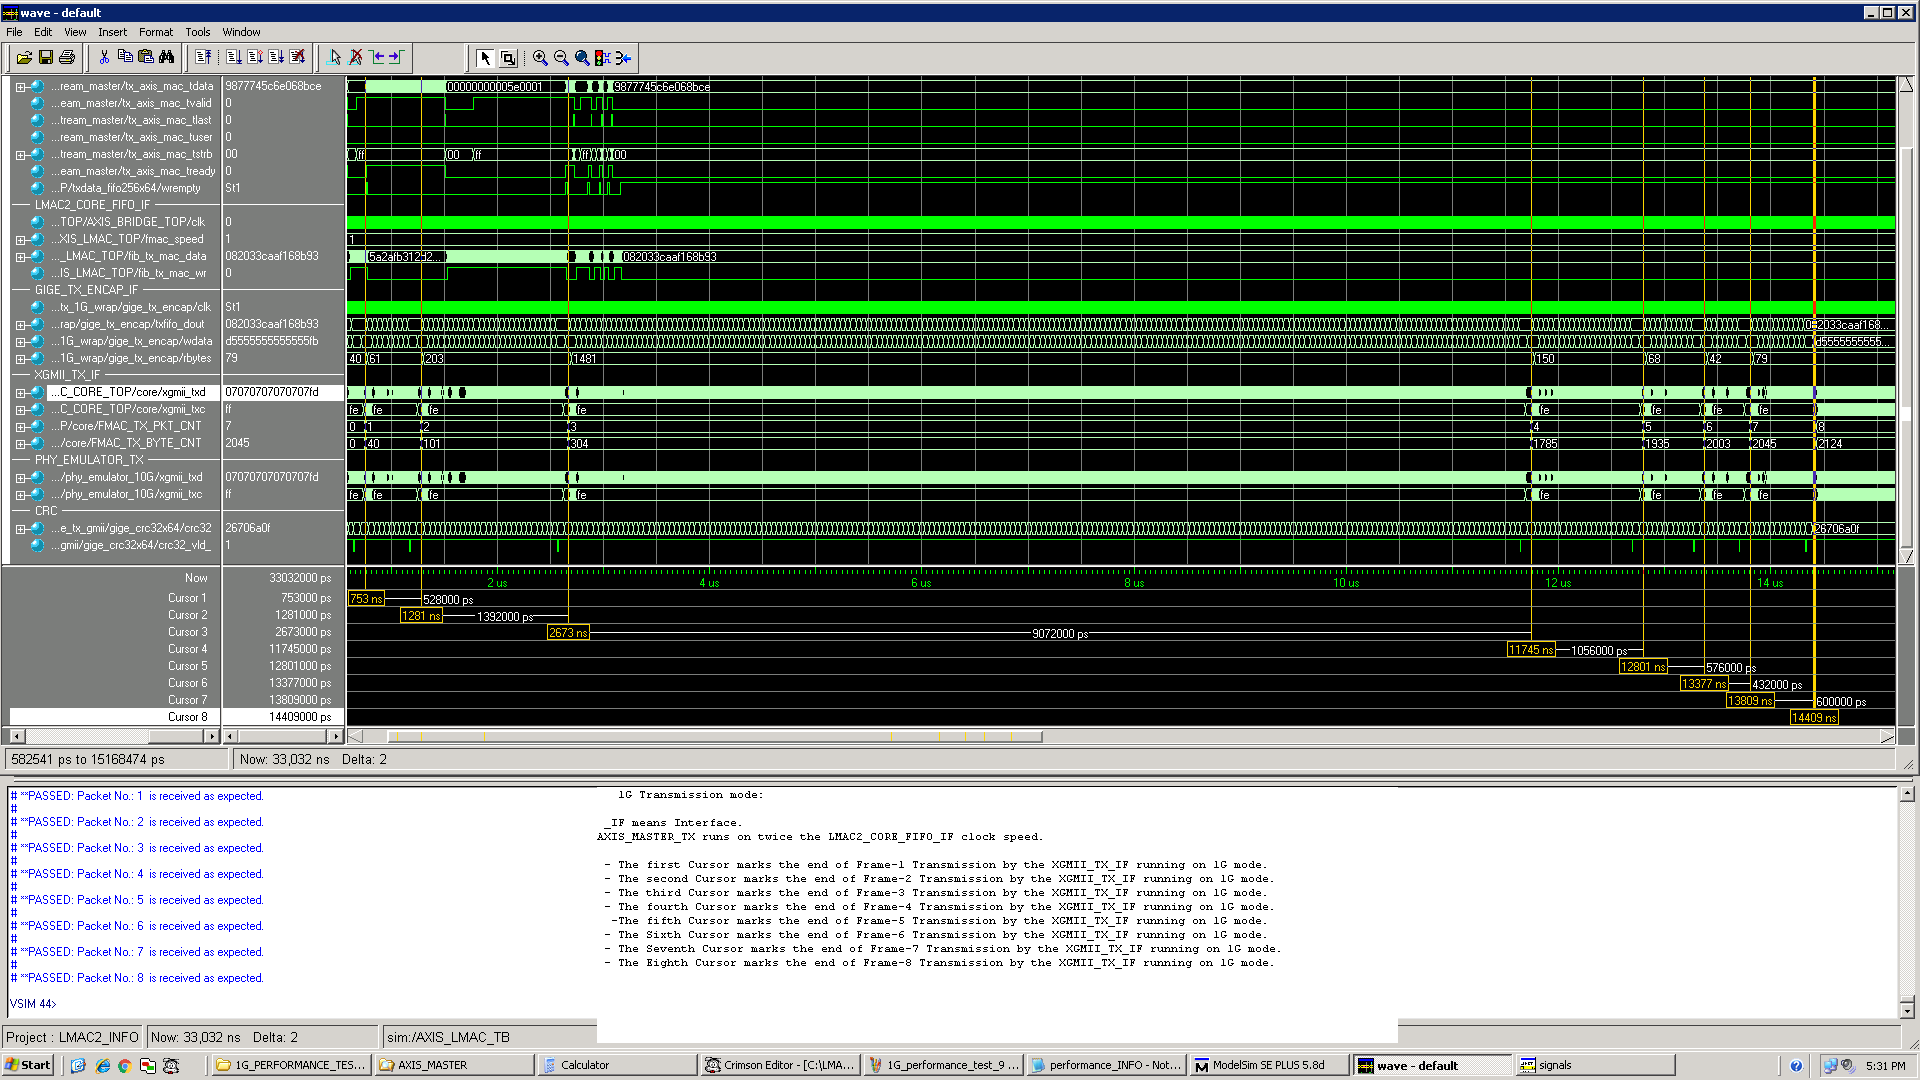 wave - default
File Edit View Insert Format Tools Window
...ream_master/tx_axis_mac_tdata 9877745c6e068bce 00000000005e0001 9877745c6e068bce
...eam_master/tx_axis_mac_tvalid 0
...tream_master/tx_axis_mac_tlast 0
...ream_master/tx_axis_mac_tuser 0
...tream_master/tx_axis_mac_tstrb 00 ff 00 ff ff 00
...eam_master/tx_axis_mac_tready 0
...P/txdata_fifo256x64/wrempty St1
LMAC2_CORE_FIFO_IF
...TOP/AXIS_BRIDGE_TOP/clk 0
...XIS_LMAC_TOP/fmac_speed 1 1
..._LMAC_TOP/fib_tx_mac_data 082033caaf168b93 5a2afb312d2... 082033caaf168b93
...IS_LMAC_TOP/fib_tx_mac_wr 0
GIGE_TX_ENCAP_IF
...tx_1G_wrap/gige_tx_encap/clk St1
...rap/gige_tx_encap/txfifo_dout 082033caaf168b93 2033caaf168...
...1G_wrap/gige_tx_encap/wdata d5555555555555fb d5555555555...
...1G_wrap/gige_tx_encap/rbytes 79 40 61 203 1481 150 68 42 79
XGMII_TX_IF
...C_CORE_TOP/core/xgmii_txd 07070707070707fd
...C_CORE_TOP/core/xgmii_txc ff fe fe fe fe fe fe fe fe
...P/core/FMAC_TX_PKT_CNT 7 0 1 2 3 4 5 6 7 8
.../core/FMAC_TX_BYTE_CNT 2045 0 40 101 304 1785 1935 2003 2045 2124
PHY_EMULATOR_TX
.../phy_emulator_10G/xgmii_txd 07070707070707fd
.../phy_emulator_10G/xgmii_txc ff fe fe fe fe fe fe fe fe
CRC
...e_tx_gmii/gige_crc32x64/crc32 26706a0f 26706a0f
...gmii/gige_crc32x64/crc32_vld_ 1
Now 33032000 ps 2 us 4 us 6 us 8 us 10 us 12 us 14 us
Cursor 1 753000 ps 753 ns 528000 ps
Cursor 2 1281000 ps 1281 ns 1392000 ps
Cursor 3 2673000 ps 2673 ns 9072000 ps
Cursor 4 11745000 ps 11745 ns 1056000 ps
Cursor 5 12801000 ps 12801 ns 576000 ps
Cursor 6 13377000 ps 13377 ns 432000 ps
Cursor 7 13809000 ps 13809 ns 600000 ps
Cursor 8 14409000 ps 14409 ns
582541 ps to 15168474 ps Now: 33,032 ns Delta: 2
# **PASSED: Packet No.: 1 is received as expected.
#
# **PASSED: Packet No.: 2 is received as expected.
#
# **PASSED: Packet No.: 3 is received as expected.
#
# **PASSED: Packet No.: 4 is received as expected.
#
# **PASSED: Packet No.: 5 is received as expected.
#
# **PASSED: Packet No.: 6 is received as expected.
#
# **PASSED: Packet No.: 7 is received as expected.
#
# **PASSED: Packet No.: 8 is received as expected.
VSIM 44>
1G Transmission mode:
_IF means Interface.
AXIS_MASTER_TX runs on twice the LMAC2_CORE_FIFO_IF clock speed.
- The first Cursor marks the end of Frame-1 Transmission by the XGMII_TX_IF running on 1G mode.
- The second Cursor marks the end of Frame-2 Transmission by the XGMII_TX_IF running on 1G mode.
- The third Cursor marks the end of Frame-3 Transmission by the XGMII_TX_IF running on 1G mode.
- The fourth Cursor marks the end of Frame-4 Transmission by the XGMII_TX_IF running on 1G mode.
-The fifth Cursor marks the end of Frame-5 Transmission by the XGMII_TX_IF running on 1G mode.
- The Sixth Cursor marks the end of Frame-6 Transmission by the XGMII_TX_IF running on 1G mode.
- The Seventh Cursor marks the end of Frame-7 Transmission by the XGMII_TX_IF running on 1G mode.
- The Eighth Cursor marks the end of Frame-8 Transmission by the XGMII_TX_IF running on 1G mode.
Project : LMAC2_INFO Now: 33,032 ns Delta: 2 sim:/AXIS_LMAC_TB
Start 1G_PERFORMANCE_TES... AXIS_MASTER Calculator Crimson Editor - [C:\LMA... 1G_performance_test_9 ... performance_INFO - Not... ModelSim SE PLUS 5.8d wave - default signals 5:31 PM